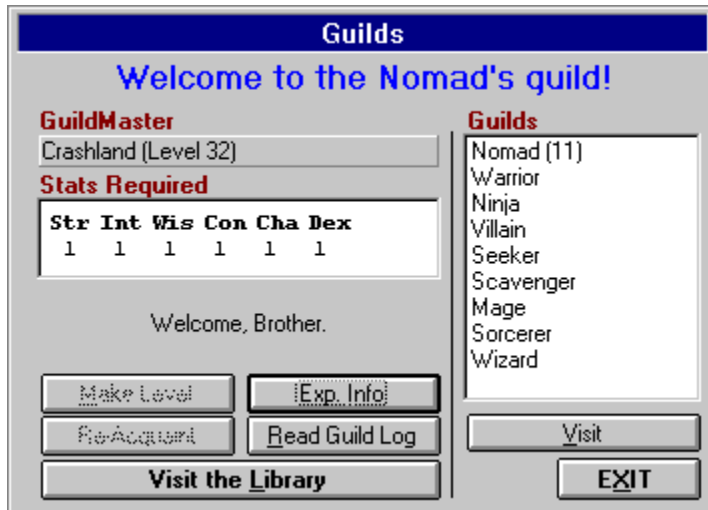 Guilds
Welcome to the Nomad's guild!
GuildMaster
Crashland (Level 32)
Stats Required
Str Int Wis Con Cha Dex
1 1 1 1 1 1
Welcome, Brother.
Make Level
Exp. Info
Re-Acquaint
Read Guild Log
Visit the Library
Guilds
Nomad (11)
Warrior
Ninja
Villain
Seeker
Scavenger
Mage
Sorcerer
Wizard
Visit
EXIT